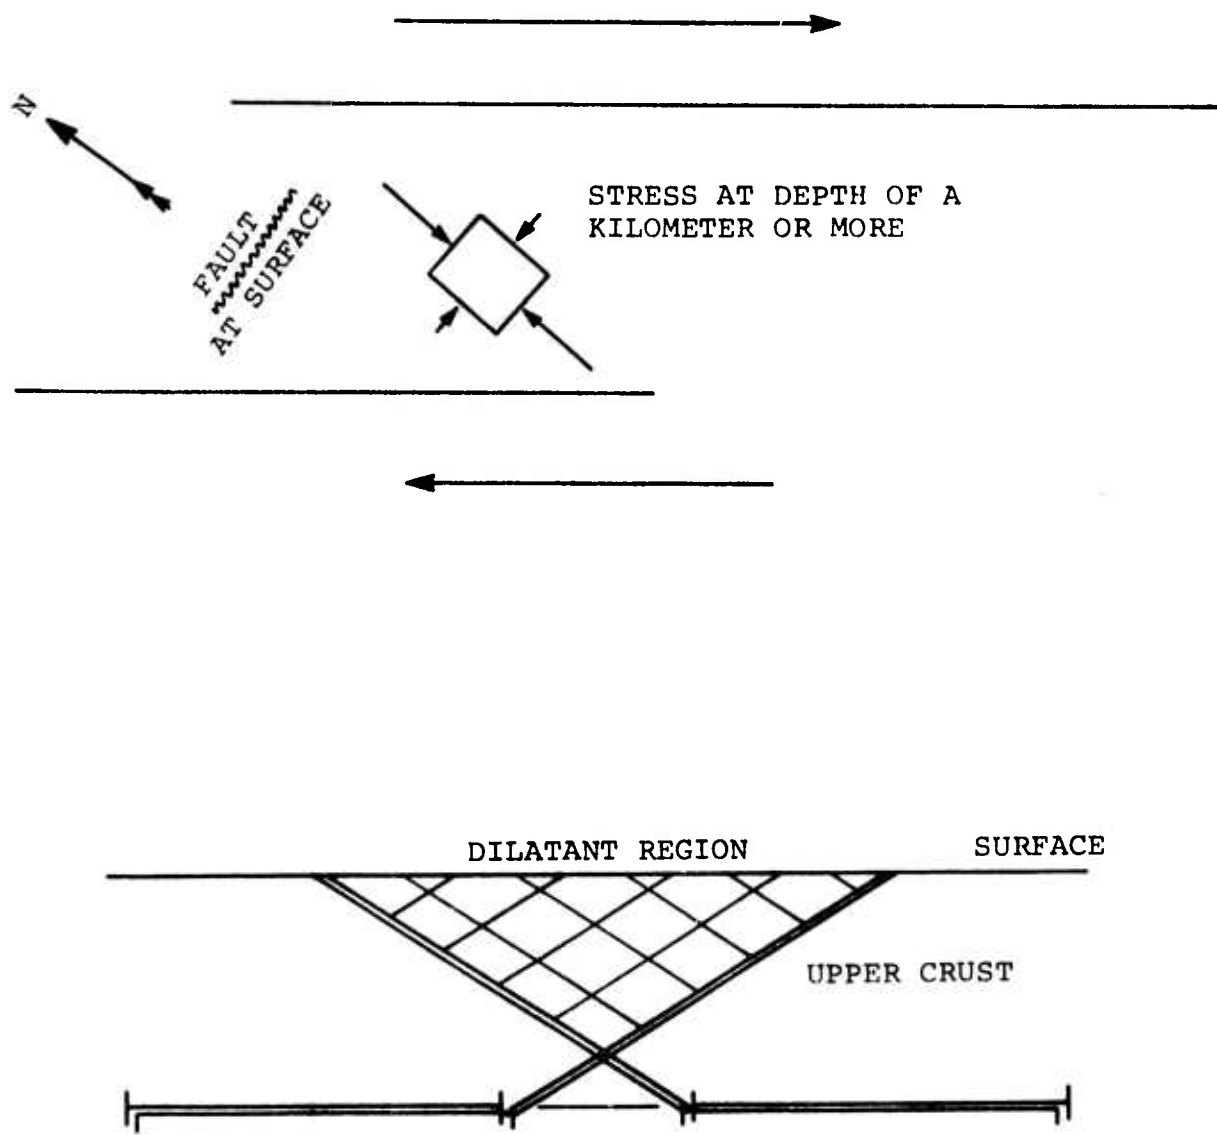 N
STRESS AT DEPTH OF A
KILOMETER OR MORE
FAULT
AT SURFACE
DILATANT REGION
SURFACE
UPPER CRUST